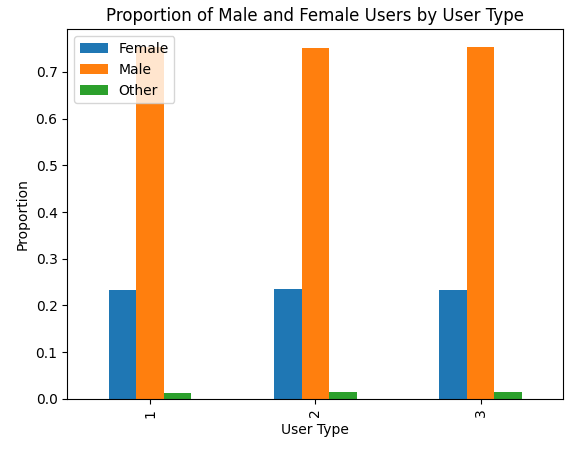 Proportion of Male and Female Users by User Type
Female
Male
Other
0.7
0.6
0.5
0.4
0.3
0.2
0.1
0.0
Proportion
1
2
3
User Type